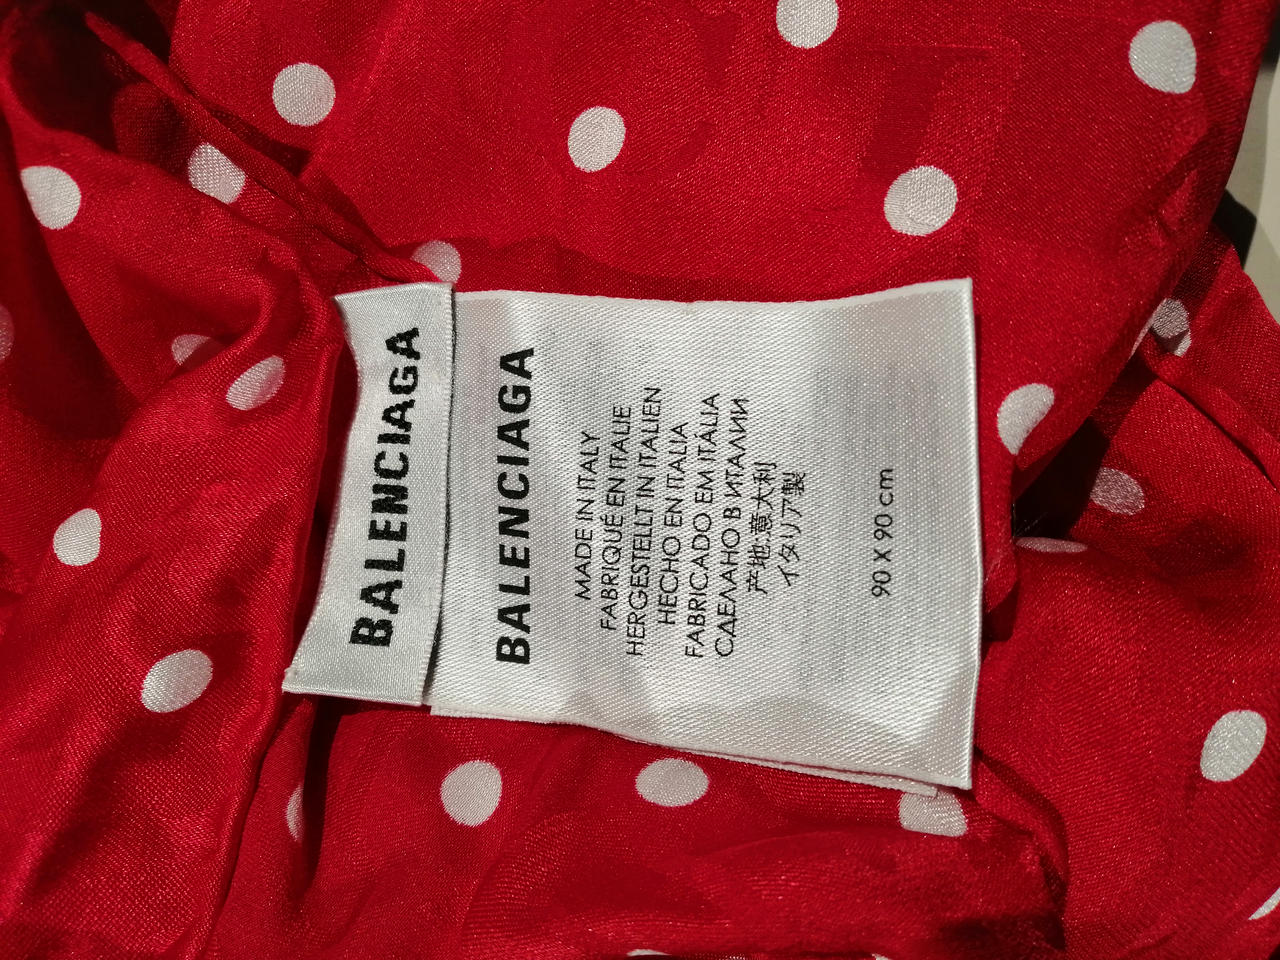 BALENCIAGA
BALENCIAGA
MADE IN ITALY
FABRIQUÉ EN ITALIE
HERGESTELLT IN ITALIEN
HECHO EN ITALIA
FABRICADO EM ITÁLIA
СДЕЛАНО В ИТАЛИИ
产地:意大利
イタリア製
90 X 90 cm